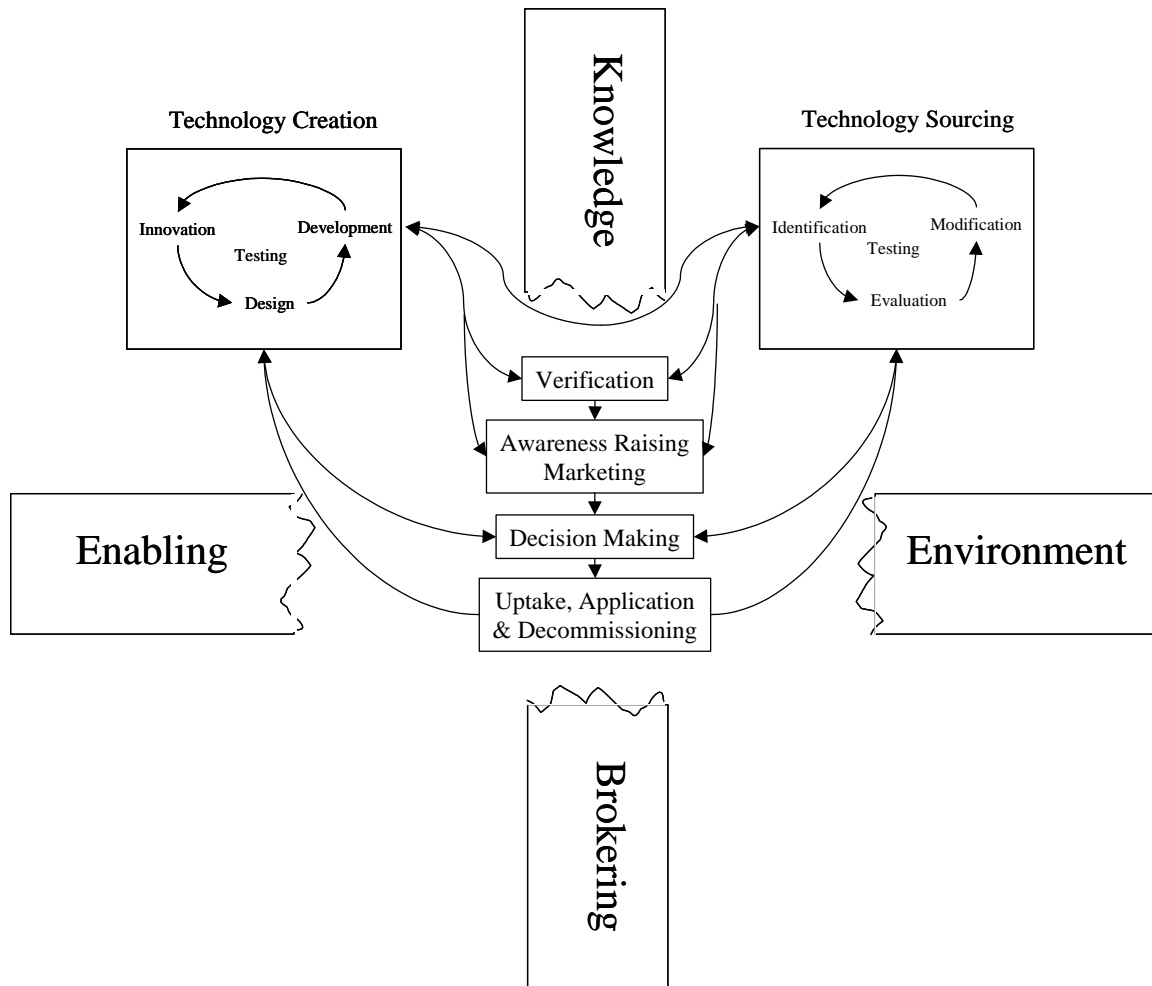 Knowledge
Technology Creation
Technology Sourcing
Innovation
Development
Testing
Design
Identification
Modification
Testing
Evaluation
Verification
Awareness Raising
Marketing
Decision Making
Uptake, Application
& Decommissioning
Enabling
Environment
Brokering